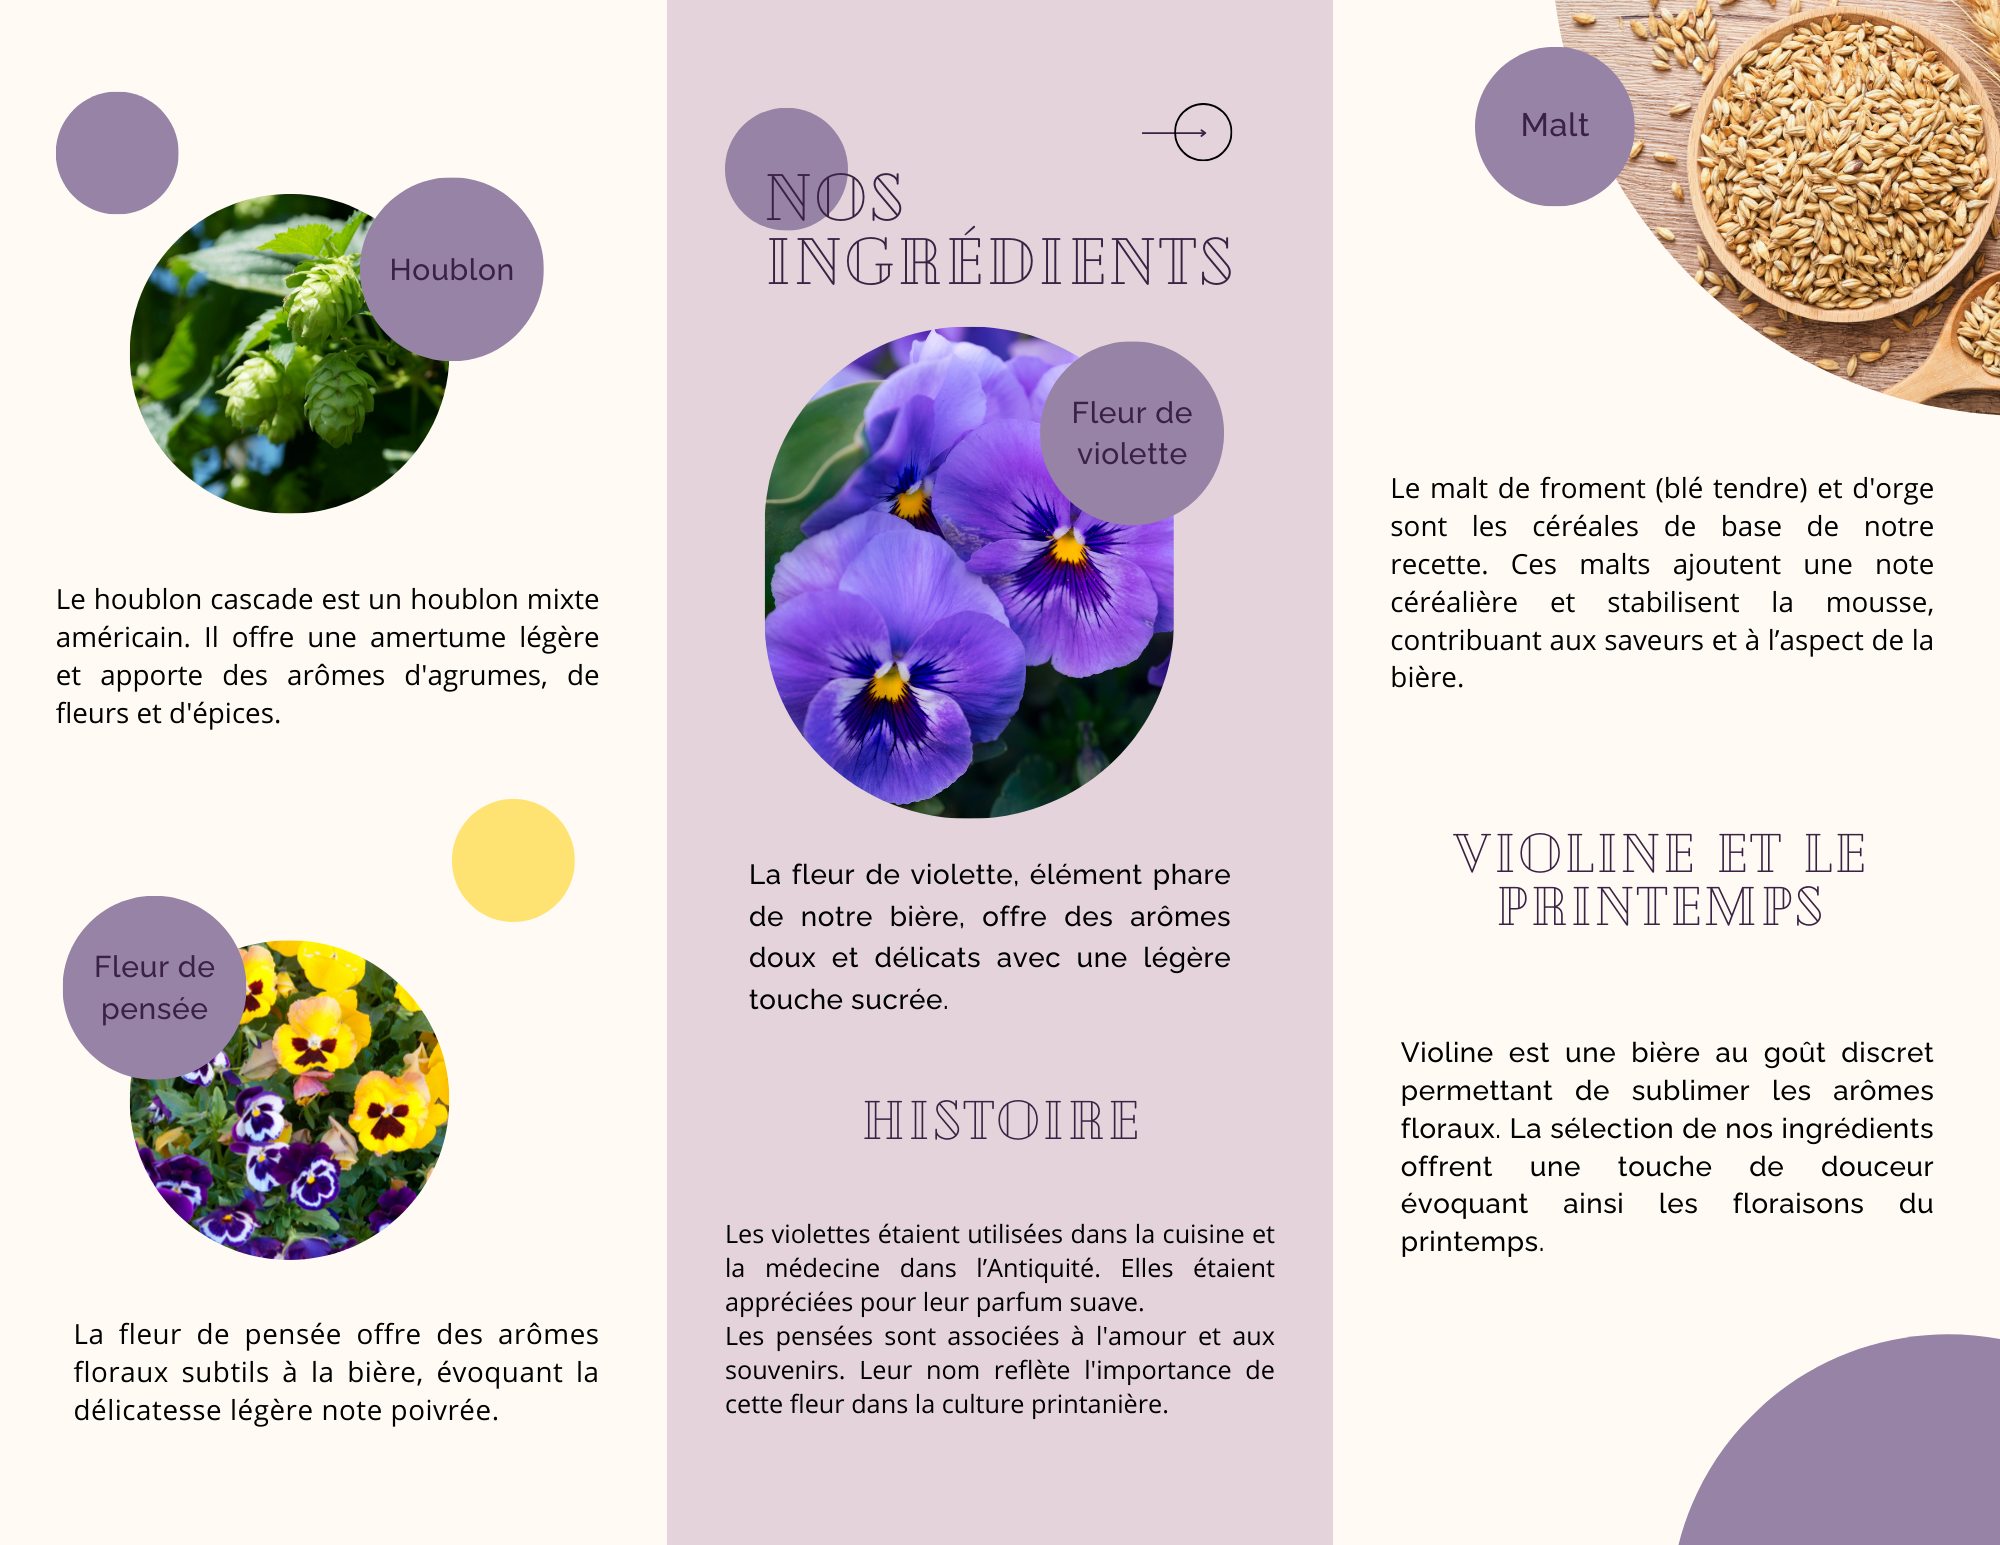 Houblon
Le houblon cascade est un houblon mixte
américain. Il offre une amertume légère
et apporte des arômes d'agrumes, de
fleurs et d'épices.
Fleur de
pensée
La fleur de pensée offre des arômes
floraux subtils à la bière, évoquant la
délicatesse légère note poivrée.
NOS
INGRÉDIENTS
Fleur de
violette
La fleur de violette, élément phare
de notre bière, offre des arômes
doux et délicats avec une légère
touche sucrée.
HISTOIRE
Les violettes étaient utilisées dans la cuisine et
la médecine dans l’Antiquité. Elles étaient
appréciées pour leur parfum suave.
Les pensées sont associées à l'amour et aux
souvenirs. Leur nom reflète l'importance de
cette fleur dans la culture printanière.
Malt
Le malt de froment (blé tendre) et d'orge
sont les céréales de base de notre
recette. Ces malts ajoutent une note
céréalière et stabilisent la mousse,
contribuant aux saveurs et à l’aspect de la
bière.
VIOLINE ET LE
PRINTEMPS
Violine est une bière au goût discret
permettant de sublimer les arômes
floraux. La sélection de nos ingrédients
offrent une touche de douceur
évoquant ainsi les floraisons du
printemps.